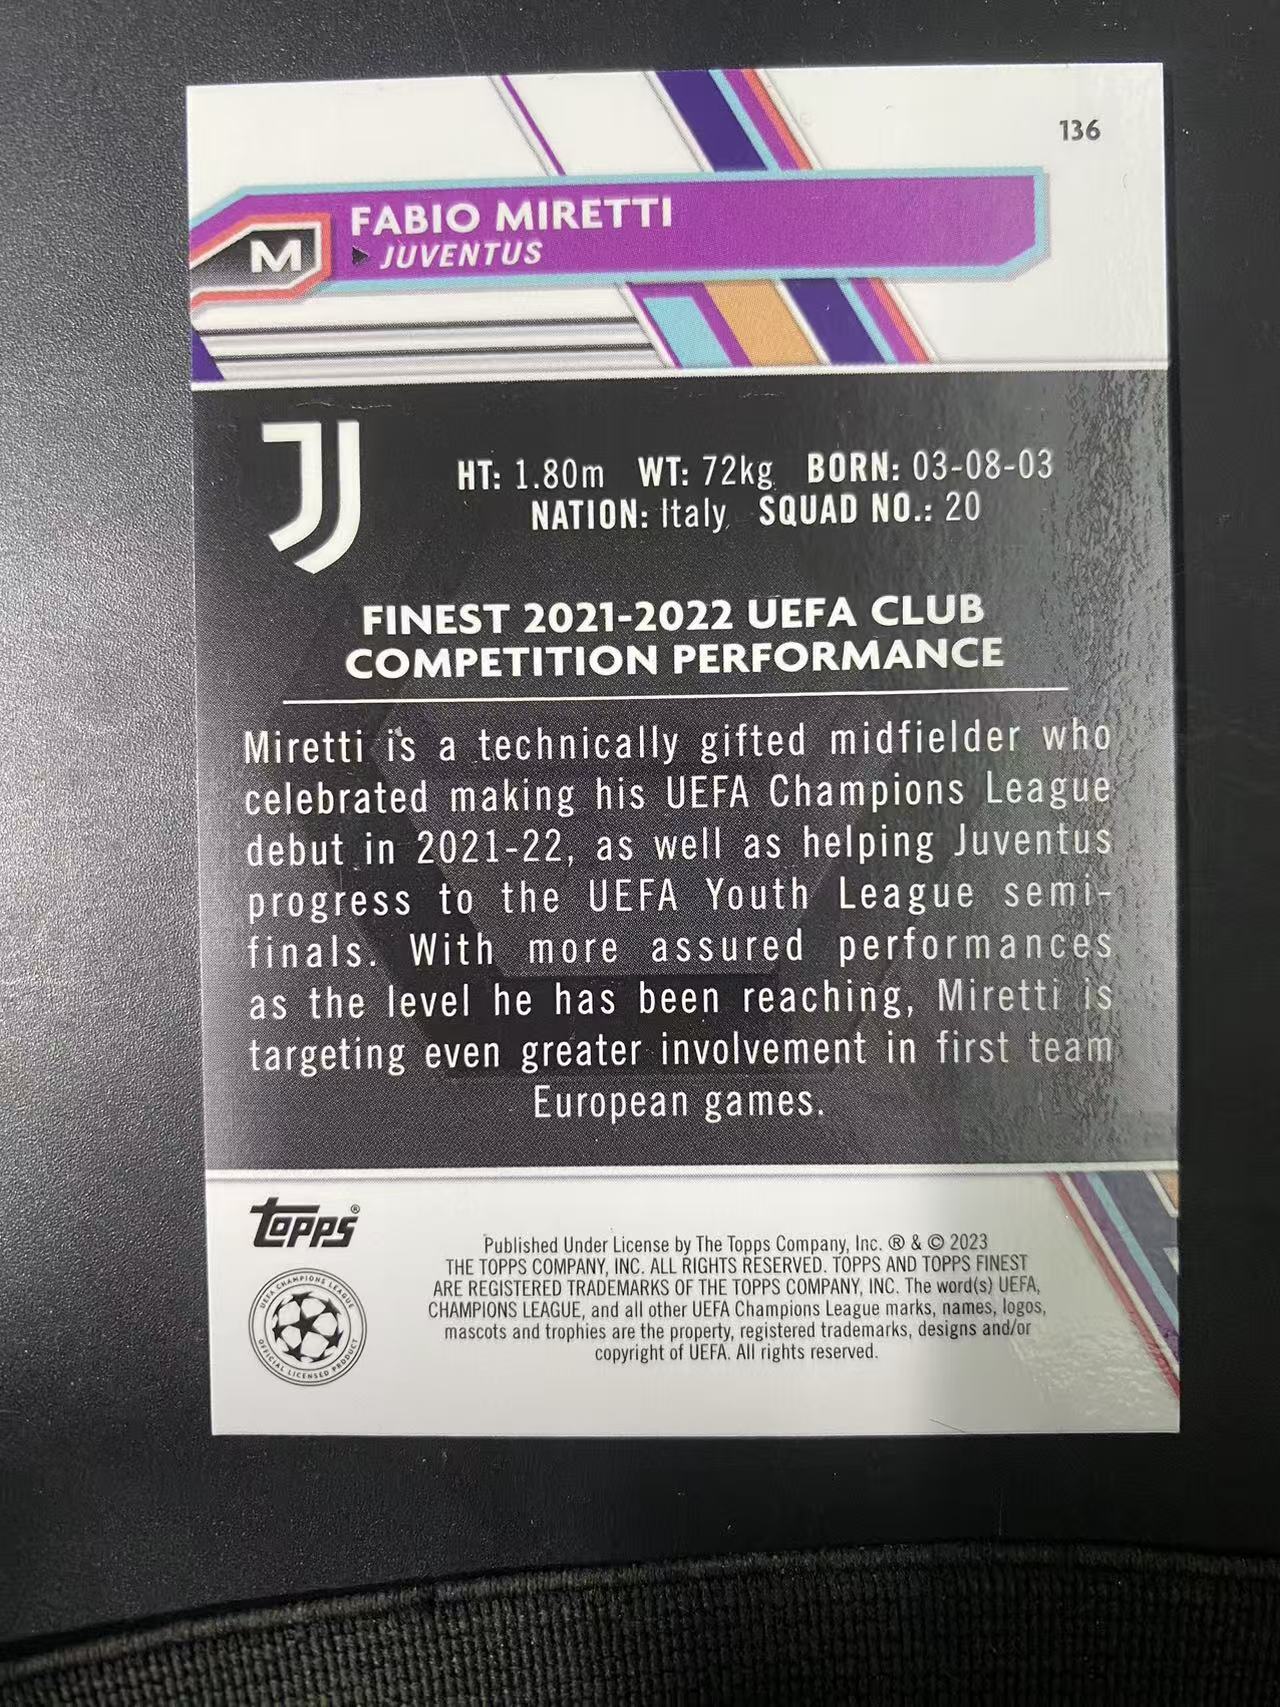 136
FABIO MIRETTI
M
JUVENTUS
HT: 1.80m WT: 72kg BORN: 03-08-03
NATION: Italy SQUAD NO.: 20
FINEST 2021-2022 UEFA CLUB
COMPETITION PERFORMANCE
Miretti is a technically gifted midfielder who
celebrated making his UEFA Champions League
debut in 2021-22, as well as helping Juventus
progress to the UEFA Youth League semi-
finals. With more assured performances
as the level he has been reaching, Miretti is
targeting even greater involvement in first team
European games.
Topps®
Published Under License by The Topps Company, Inc. ® & © 2023
THE TOPPS COMPANY, INC. ALL RIGHTS RESERVED. TOPPS AND TOPPS FINEST
ARE REGISTERED TRADEMARKS OF THE TOPPS COMPANY, INC. The word(s) UEFA,
CHAMPIONS LEAGUE, and all other UEFA Champions League marks, names, logos,
mascots and trophies are the property, registered trademarks, designs and/or
copyright of UEFA. All rights reserved.
UEFA CHAMPIONS LEAGUE
OFFICIAL LICENSED PRODUCT